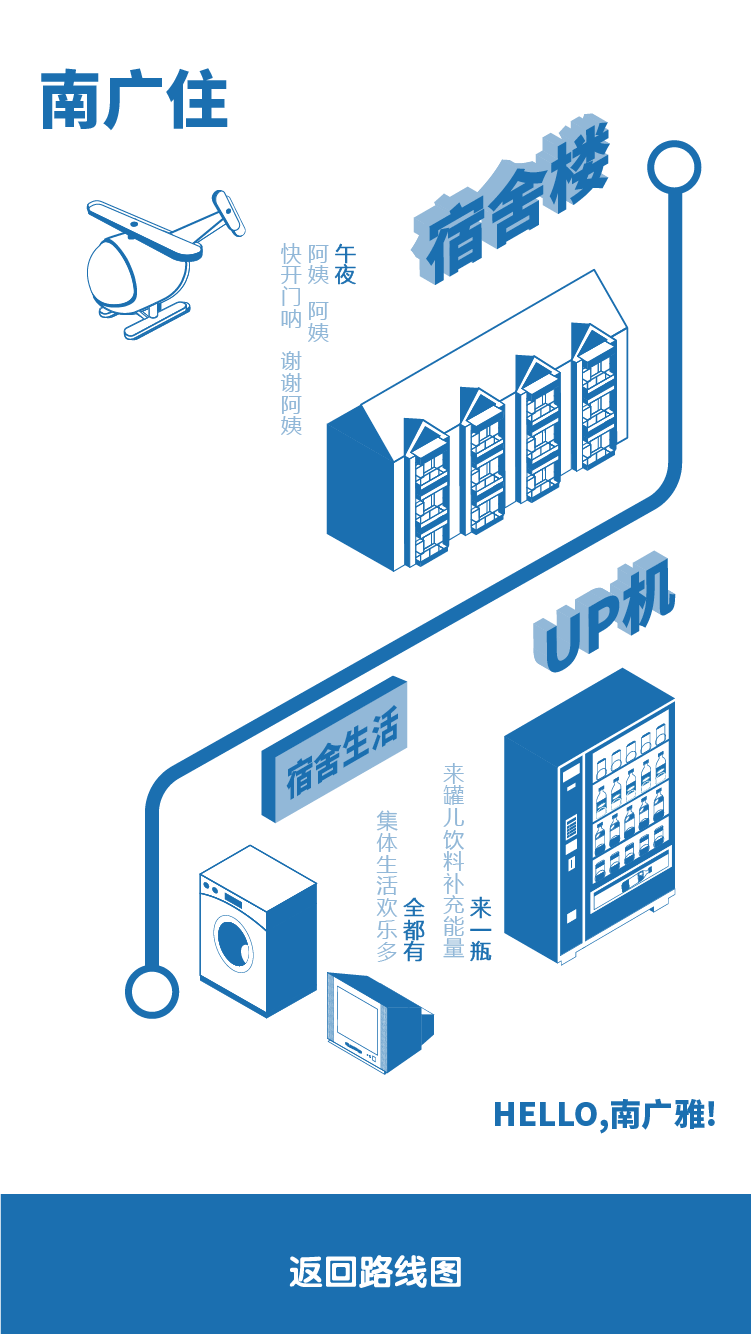 南广住
宿舍楼
午夜
阿姨 阿姨
快开门呐 谢谢阿姨
UP机
宿舍生活
来一瓶
来罐儿饮料补充能量
全都有
集体生活欢乐多
HELLO,南广雅!
返回路线图